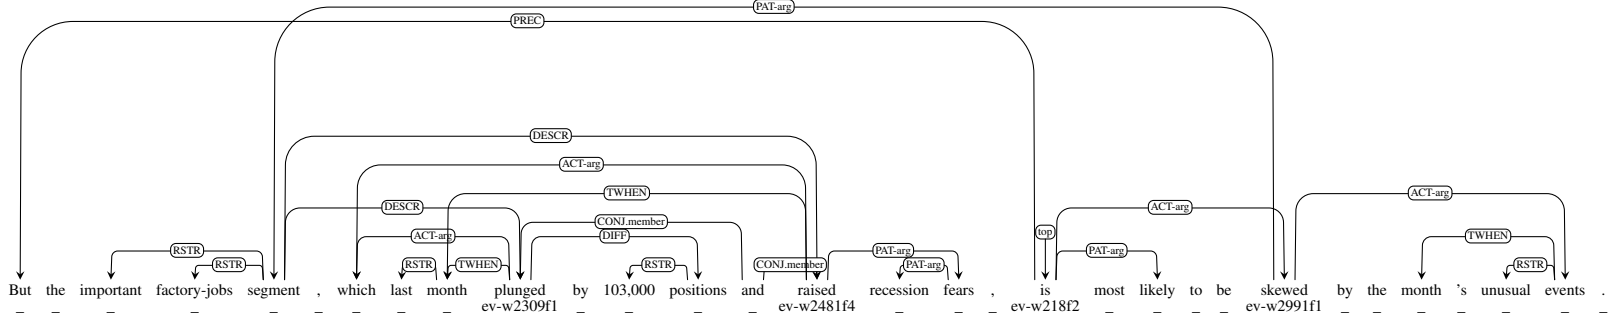 PAT-arg
PREC
DESCR
ACT-arg
TWHEN ACT-arg
DESCR ACT-arg
CONJ.member top
ACT-arg DIFF TWHEN
RSTR PAT-arg PAT-arg
RSTR RSTR TWHEN RSTR CONJ.member PAT-arg RSTR
But the important factory-jobs segment , which last month plunged by 103,000 positions and raised recession fears , is most likely to be skewed by the month 's unusual events .
_ _ _ _ _ _ _ _ _ ev-w2309f1 _ _ _ _ ev-w2481f4 _ _ _ ev-w218f2 _ _ _ _ ev-w2991f1 _ _ _ _ _ _ _